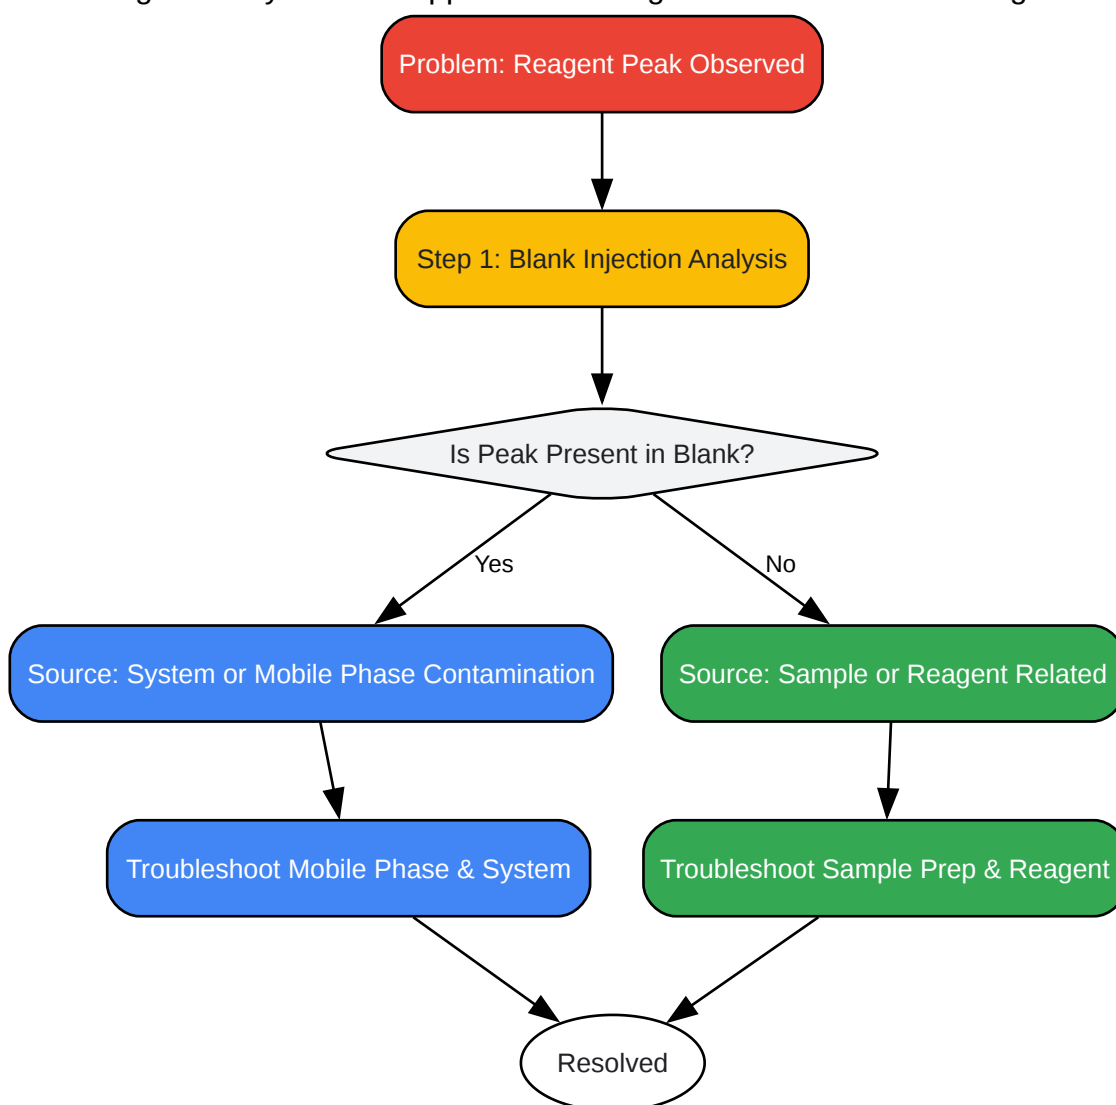 Problem: Reagent Peak Observed
Step 1: Blank Injection Analysis
Is Peak Present in Blank?
Yes
No
Source: System or Mobile Phase Contamination
Source: Sample or Reagent Related
Troubleshoot Mobile Phase & System
Troubleshoot Sample Prep & Reagent
Resolved